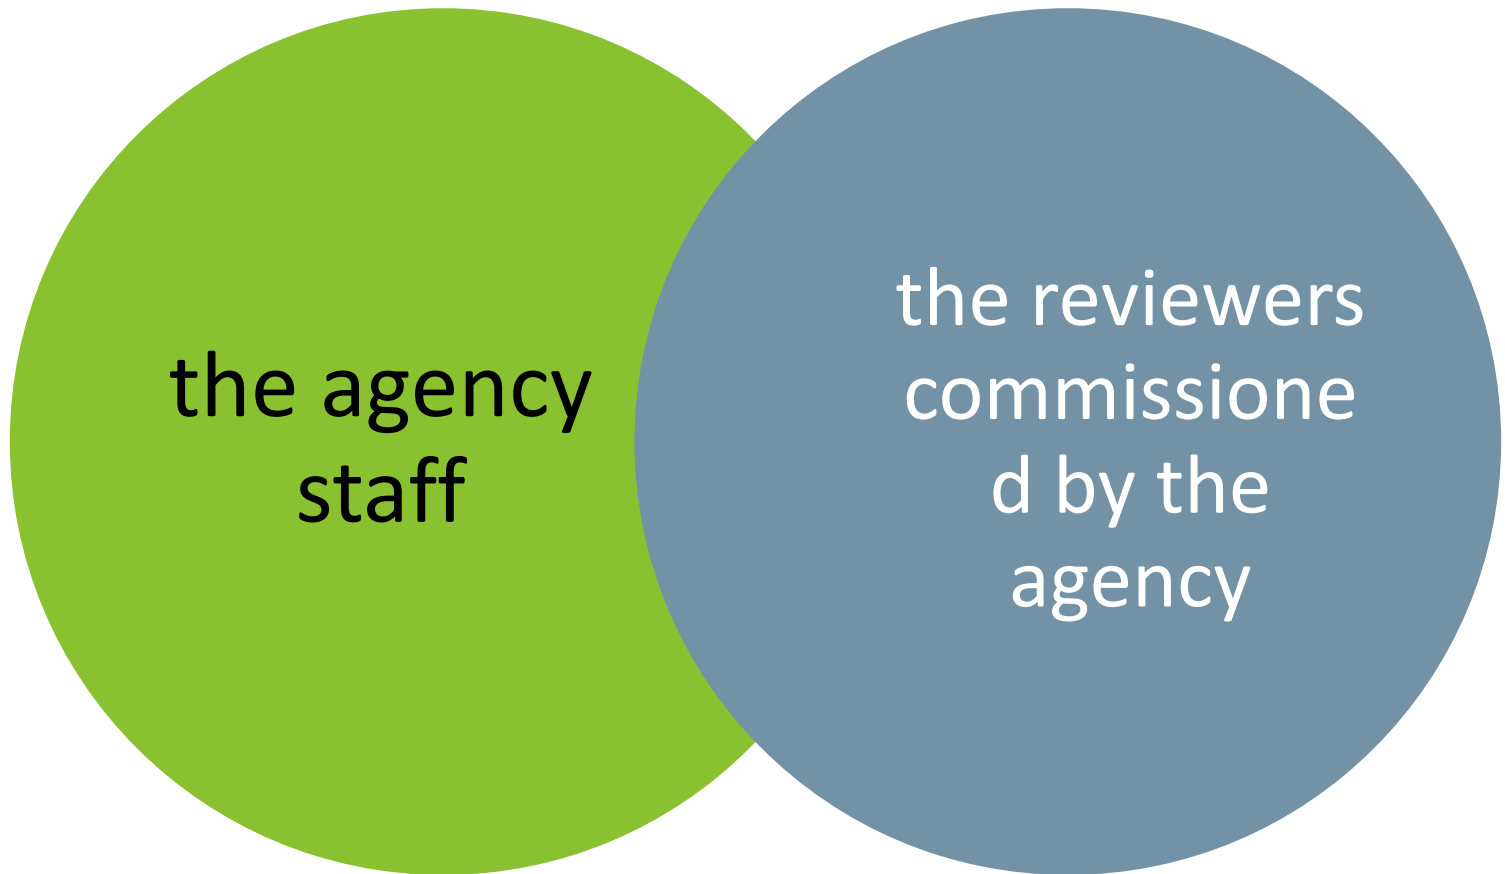 the agency
staff
the reviewers
commissione
d by the
agency